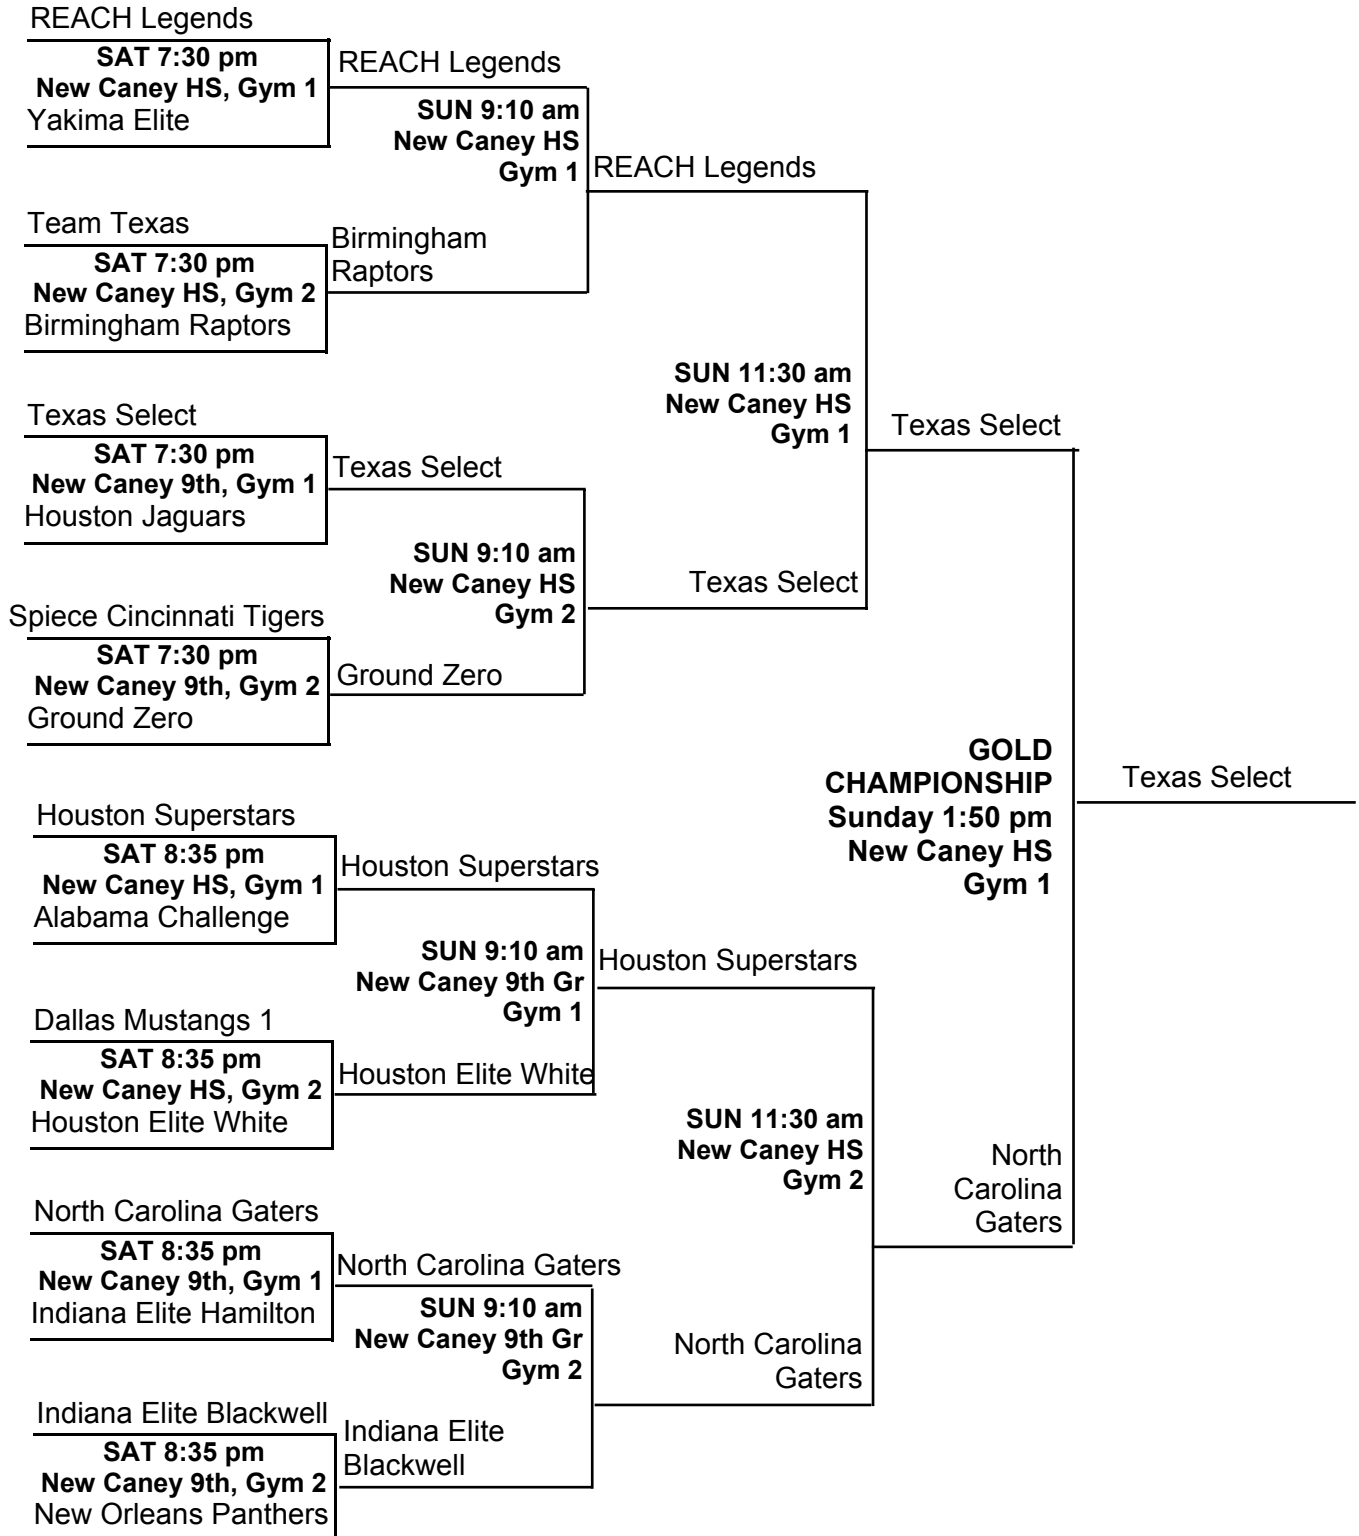 REACH Legends
SAT 7:30 pm
New Caney HS, Gym 1
Yakima Elite
REACH Legends
SUN 9:10 am
New Caney HS
Gym 1
REACH Legends
Team Texas
SAT 7:30 pm
New Caney HS, Gym 2
Birmingham Raptors
Birmingham
Raptors
SUN 11:30 am
New Caney HS
Gym 1
Texas Select
Texas Select
SAT 7:30 pm
New Caney 9th, Gym 1
Houston Jaguars
Texas Select
SUN 9:10 am
New Caney HS
Gym 2
Texas Select
Spiece Cincinnati Tigers
SAT 7:30 pm
New Caney 9th, Gym 2
Ground Zero
Ground Zero
GOLD
CHAMPIONSHIP
Sunday 1:50 pm
New Caney HS
Gym 1
Texas Select
Houston Superstars
SAT 8:35 pm
New Caney HS, Gym 1
Alabama Challenge
Houston Superstars
SUN 9:10 am
New Caney 9th Gr
Gym 1
Houston Superstars
Dallas Mustangs 1
SAT 8:35 pm
New Caney HS, Gym 2
Houston Elite White
Houston Elite White
SUN 11:30 am
New Caney HS
Gym 2
North
Carolina
Gaters
North Carolina Gaters
SAT 8:35 pm
New Caney 9th, Gym 1
Indiana Elite Hamilton
North Carolina Gaters
SUN 9:10 am
New Caney 9th Gr
Gym 2
North Carolina
Gaters
Indiana Elite Blackwell
SAT 8:35 pm
New Caney 9th, Gym 2
New Orleans Panthers
Indiana Elite
Blackwell